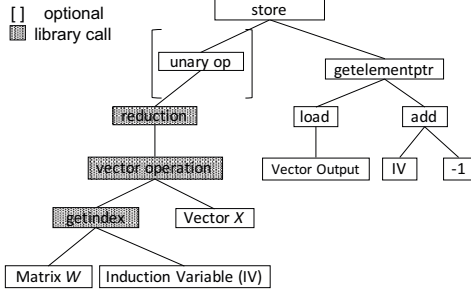 [ ] optional
library call
store
unary op
getelementptr
reduction
load
add
vector operation
Vector Output
IV
-1
getindex
Vector X
Matrix W
Induction Variable (IV)